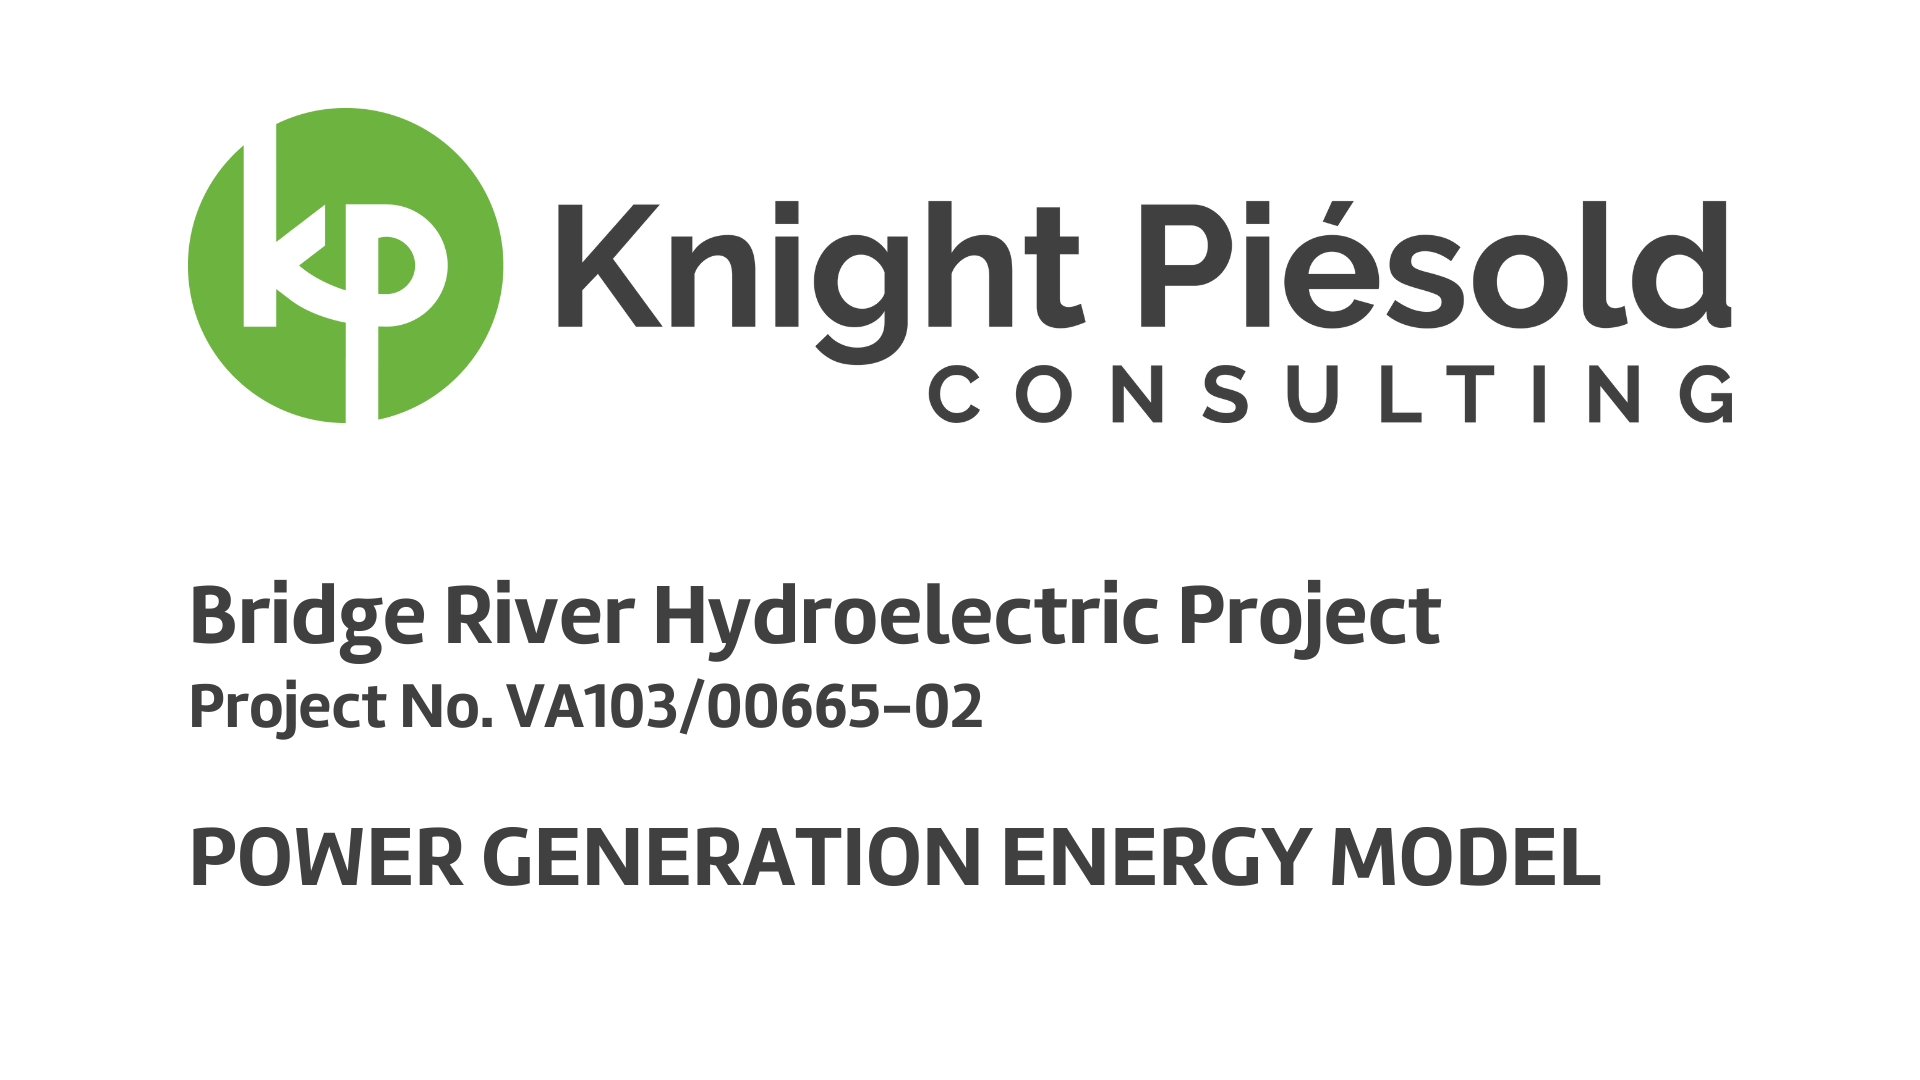 kp
Knight Piésold
CONSULTING
Bridge River Hydroelectric Project
Project No. VA103/00665-02
POWER GENERATION ENERGY MODEL